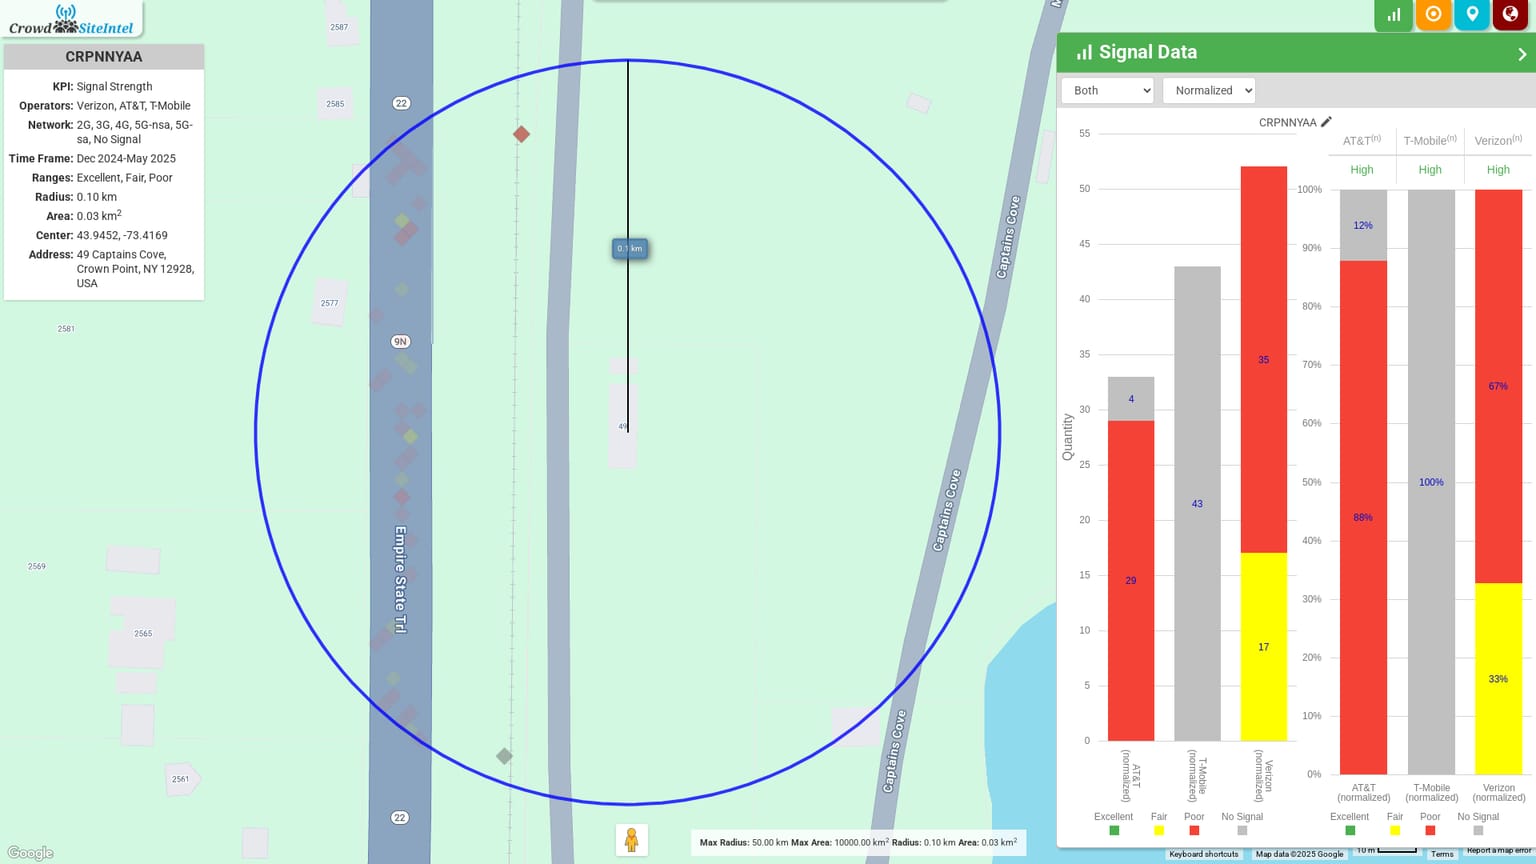 Crowd SiteIntel
CRPNNYAA
KPI: Signal Strength
Operators: Verizon, AT&T, T-Mobile
Network: 2G, 3G, 4G, 5G-nsa, 5G-
sa, No Signal
Time Frame: Dec 2024-May 2025
Ranges: Excellent, Fair, Poor
Radius: 0.10 km
Area: 0.03 km2
Center: 43.9452, -73.4169
Address: 49 Captains Cove,
Crown Point, NY 12928,
USA
2587
2585
22
2577
2581
9N
0.1 km
49
Captains Cove
Captains Cove
Captains Cove
Empire State Trl
2569
2565
2561
22
Google
Max Radius: 50.00 km Max Area: 10000.00 km2 Radius: 0.10 km Area: 0.03 km2
Signal Data
Both
Normalized
CRPNNYAA
Quantity
55
50
45
40
35
30
25
20
15
10
5
0
4
29
43
35
17
AT&T
(normalized)
T-Mobile
(normalized)
Verizon
(normalized)
Excellent Fair Poor No Signal
AT&T(n) T-Mobile(n) Verizon(n)
High High High
100%
90%
80%
70%
60%
50%
40%
30%
20%
10%
0%
12%
88%
100%
67%
33%
AT&T
(normalized)
T-Mobile
(normalized)
Verizon
(normalized)
Excellent Fair Poor No Signal
Keyboard shortcuts Map data ©2025 Google 10 m Terms Report a map error